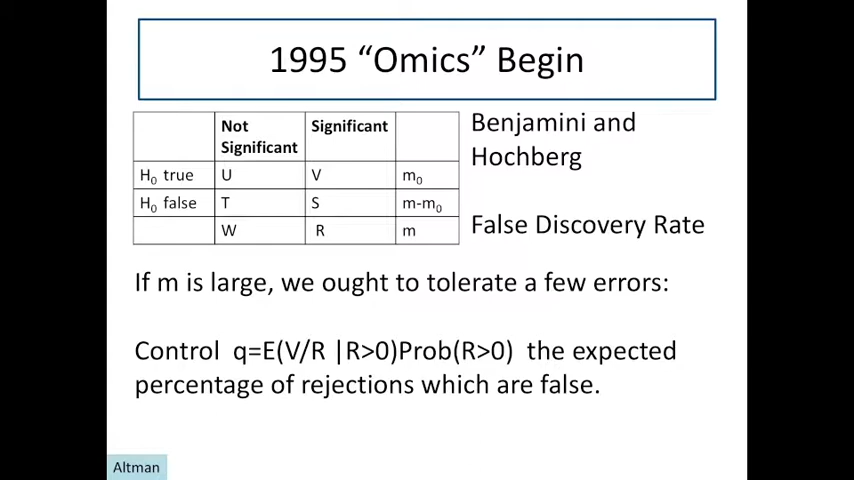 1995 “Omics” Begin
Not Significant Significant
H₀ true U V m₀
H₀ false T S m-m₀
W R m
Benjamini and
Hochberg
False Discovery Rate
If m is large, we ought to tolerate a few errors:
Control q=E(V/R |R>0)Prob(R>0) the expected
percentage of rejections which are false.
Altman